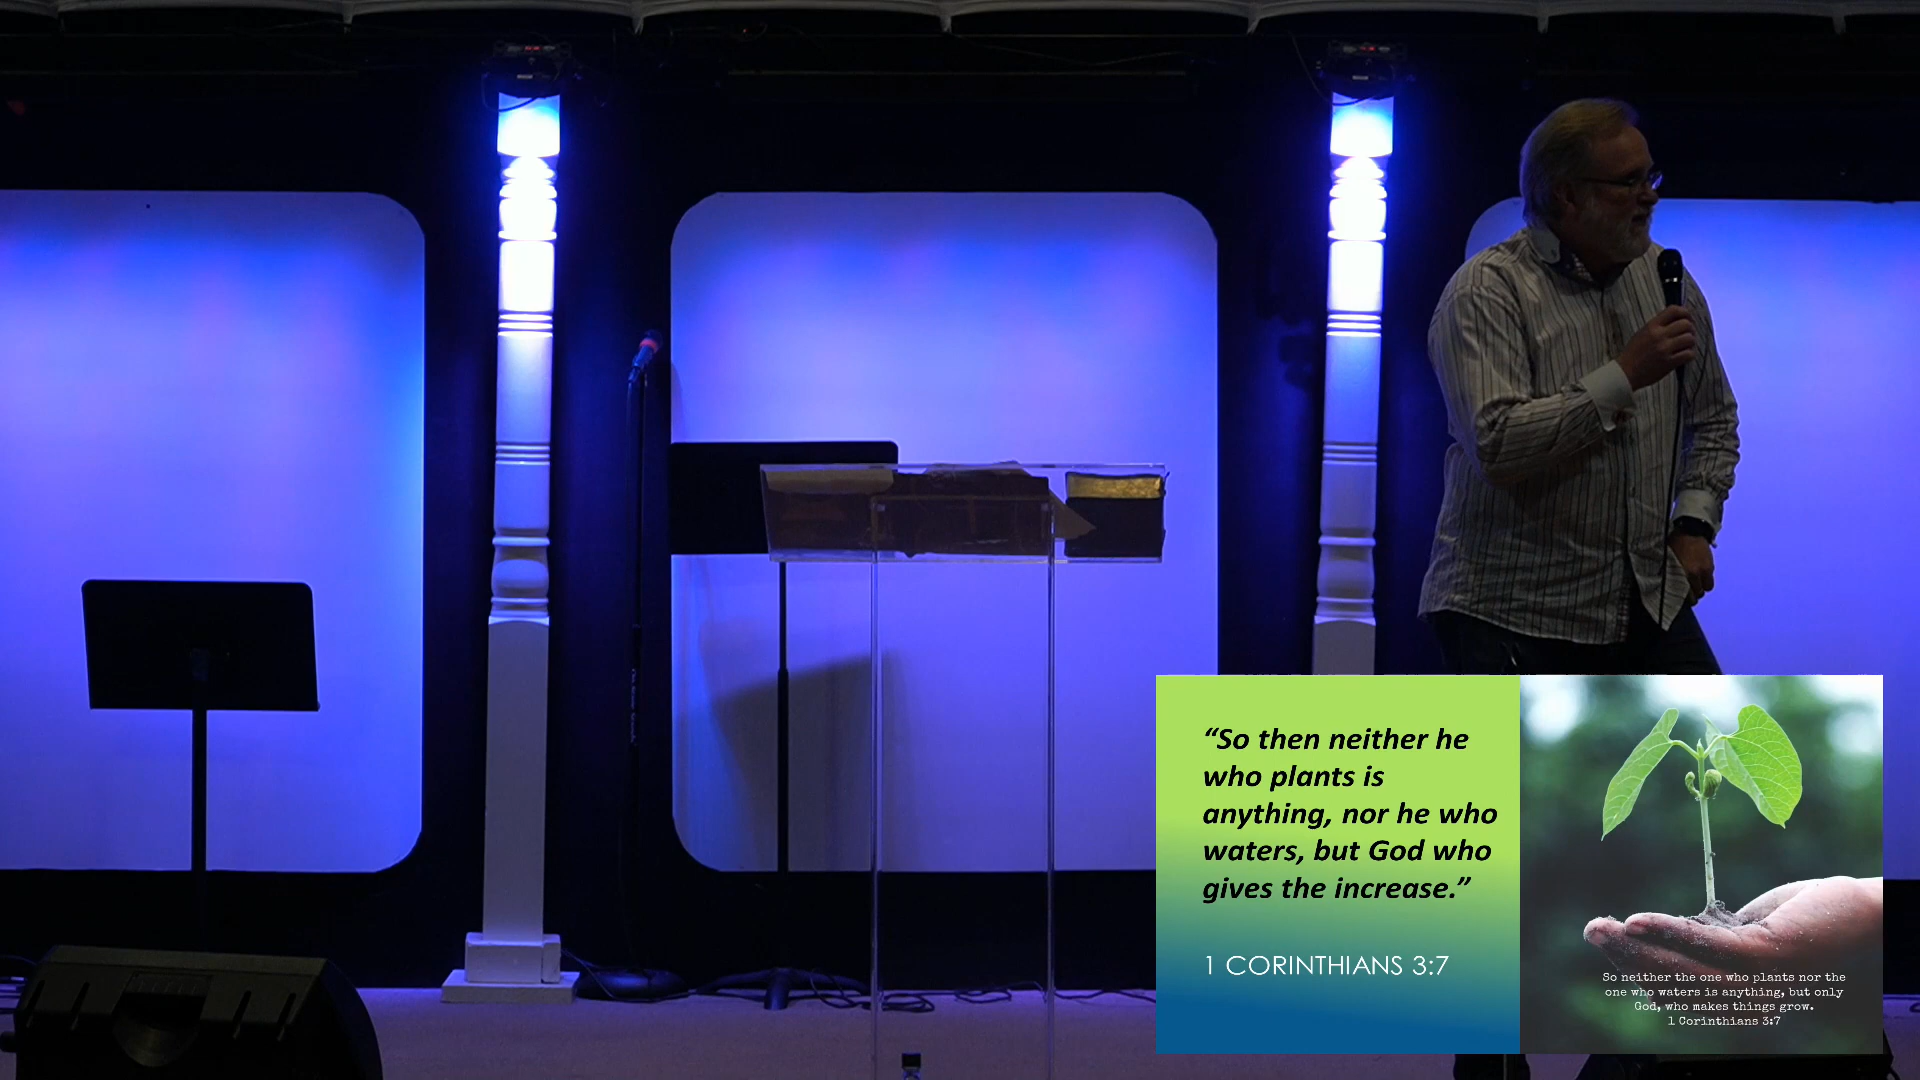 “So then neither he
who plants is
anything, nor he who
waters, but God who
gives the increase.”
1 CORINTHIANS 3:7
So neither the one who plants nor the
one who waters is anything, but only
God, who makes things grow.
1 Corinthians 3:7